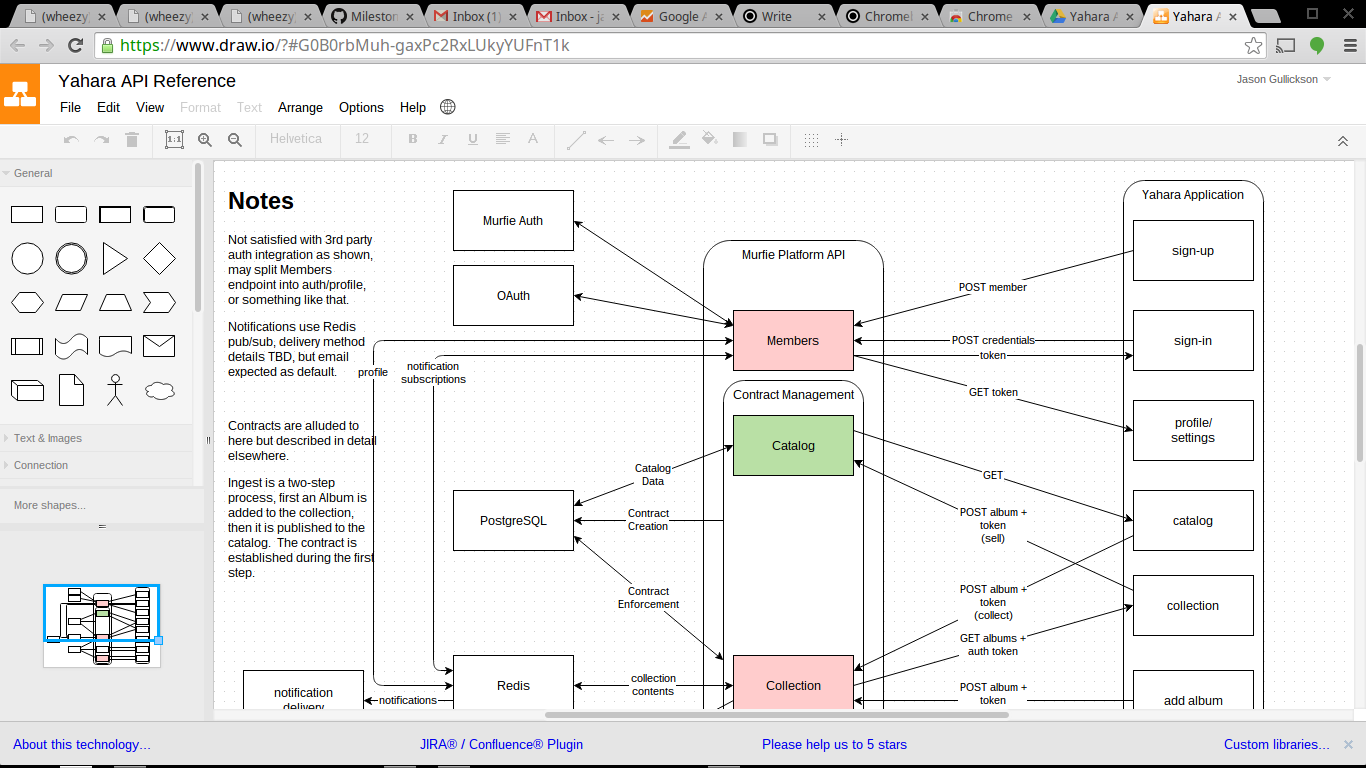 (wheezy
(wheezy
(wheezy
Mileston
Inbox (1)
Inbox - ja
Google A
Write
Chromel
Chrome
Yahara A
Yahara A
https://www.draw.io/?#G0B0rbMuh-gaxPc2RxLUkyYUFnT1k
Yahara API Reference
Jason Gullickson
File Edit View Format Text Arrange Options Help
1:1 Helvetica 12 B I U A
General
Text & Images
Connection
More shapes...
Notes
Not satisfied with 3rd party
auth integration as shown,
may split Members
endpoint into auth/profile,
or something like that.
Notifications use Redis
pub/sub, delivery method
details TBD, but email
expected as default.
Contracts are alluded to
here but described in detail
elsewhere.
Ingest is a two-step
process, first an Album is
added to the collection,
then it is published to the
catalog.  The contract is
established during the first
step.
profile
notification
subscriptions
Murfie Auth
OAuth
PostgreSQL
Redis
notification
delivery
notifications
Catalog
Data
Contract
Creation
Contract
Enforcement
collection
contents
Murfie Platform API
Members
Contract Management
Catalog
Collection
POST member
POST credentials
token
GET token
GET
POST album +
token
(sell)
POST album +
token
(collect)
GET albums +
auth token
POST album +
token
Yahara Application
sign-up
sign-in
profile/
settings
catalog
collection
add album
About this technology...
JIRA® / Confluence® Plugin
Please help us to 5 stars
Custom libraries...